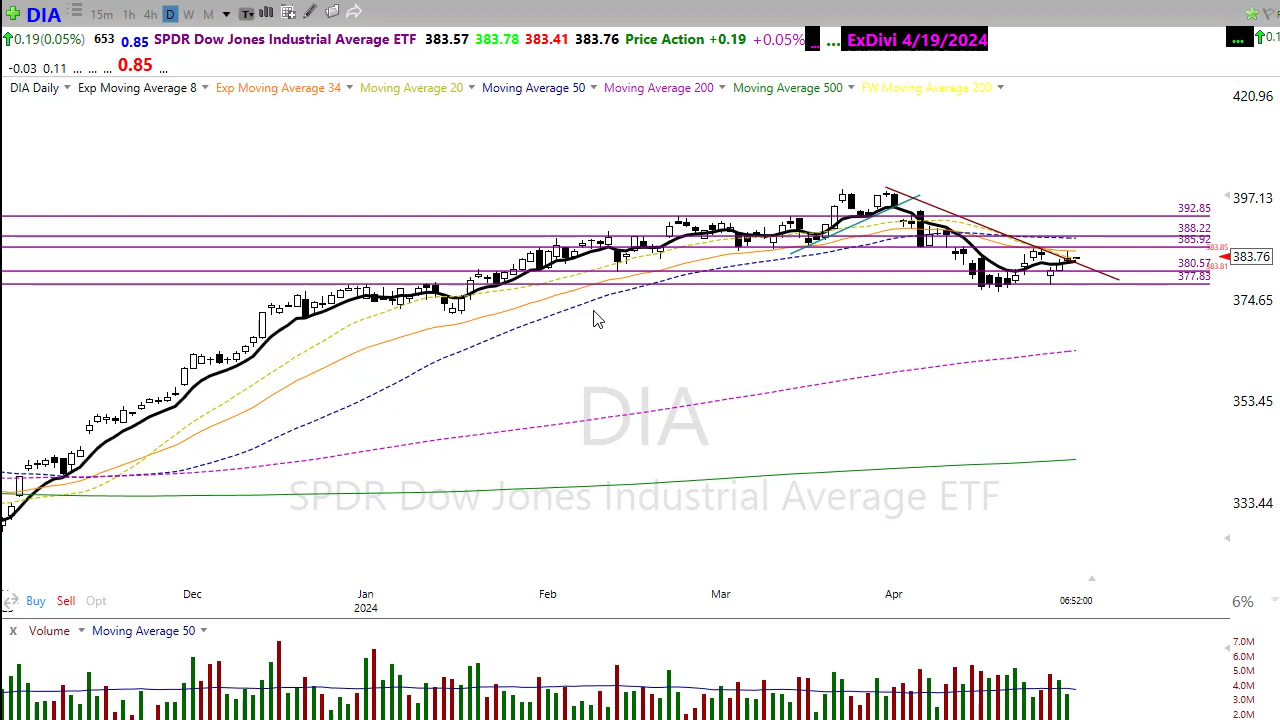 DIA 15m 1h 4h D W M T
0.19(0.05%) 653 0.85 SPDR Dow Jones Industrial Average ETF 383.57 383.78 383.41 383.76 Price Action +0.19 +0.05% ... ... ExDivi 4/19/2024 ... 0.1
-0.03 0.11 ... ... ... 0.85 ...
DIA Daily Exp Moving Average 8 Exp Moving Average 34 Moving Average 20 Moving Average 50 Moving Average 200 Moving Average 500 FW Moving Average 200
420.96
397.13
392.85
388.22
385.92
383.85
383.76
380.57
383.81
377.83
374.65
DIA
353.45
SPDR Dow Jones Industrial Average ETF
333.44
Dec Jan Feb Mar Apr
2024
06:52:00
Buy Sell Opt
6%
X Volume Moving Average 50
7.0M
6.0M
5.0M
4.0M
3.0M
2.0M